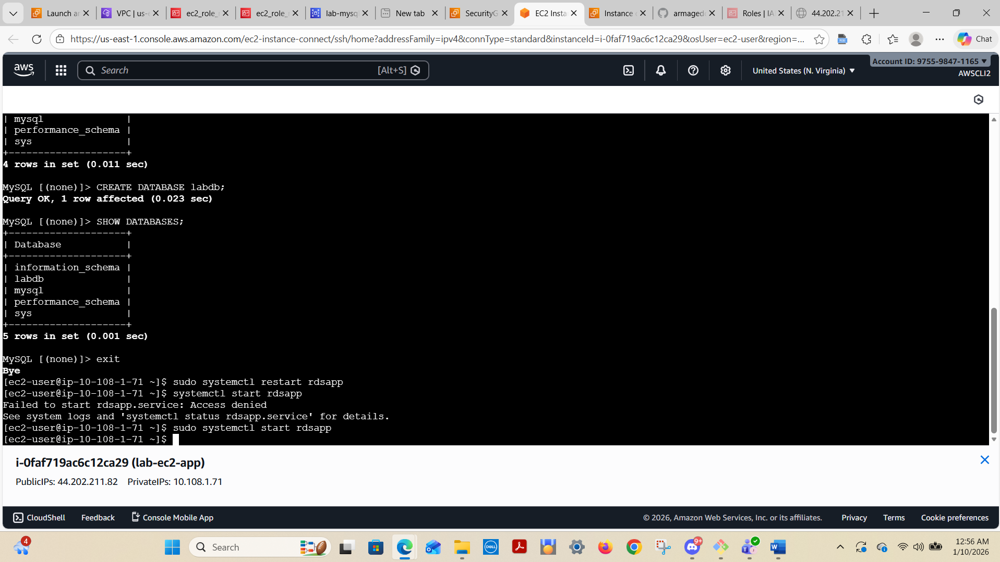 Launch an
VPC | us-e
ec2_role_r
ec2_role_r
lab-mysq
New tab
SecurityG
EC2 Insta
Instance
armagedd
Roles | IA
44.202.21
https://us-east-1.console.aws.amazon.com/ec2-instance-connect/ssh/home?addressFamily=ipv4&connType=standard&instanceId=i-0faf719ac6c12ca29&osUser=ec2-user&region=...
Chat
aws
Search
[Alt+S]
United States (N. Virginia)
Account ID: 9755-9847-1165
AWSCLI2
| mysql              |
| performance_schema |
| sys                |
+--------------------+
4 rows in set (0.011 sec)
MySQL [(none)]> CREATE DATABASE labdb;
Query OK, 1 row affected (0.023 sec)
MySQL [(none)]> SHOW DATABASES;
+--------------------+
| Database           |
+--------------------+
| information_schema |
| labdb              |
| mysql              |
| performance_schema |
| sys                |
+--------------------+
5 rows in set (0.001 sec)
MySQL [(none)]> exit
Bye
[ec2-user@ip-10-108-1-71 ~]$ sudo systemctl restart rdsapp
[ec2-user@ip-10-108-1-71 ~]$ systemctl start rdsapp
Failed to start rdsapp.service: Access denied
See system logs and 'systemctl status rdsapp.service' for details.
[ec2-user@ip-10-108-1-71 ~]$ sudo systemctl start rdsapp
[ec2-user@ip-10-108-1-71 ~]$
i-0faf719ac6c12ca29 (lab-ec2-app)
PublicIPs: 44.202.211.82 PrivateIPs: 10.108.1.71
CloudShell
Feedback
Console Mobile App
© 2026, Amazon Web Services, Inc. or its affiliates.
Privacy
Terms
Cookie preferences
4
Search
DELL
9+
12:56 AM
1/10/2026